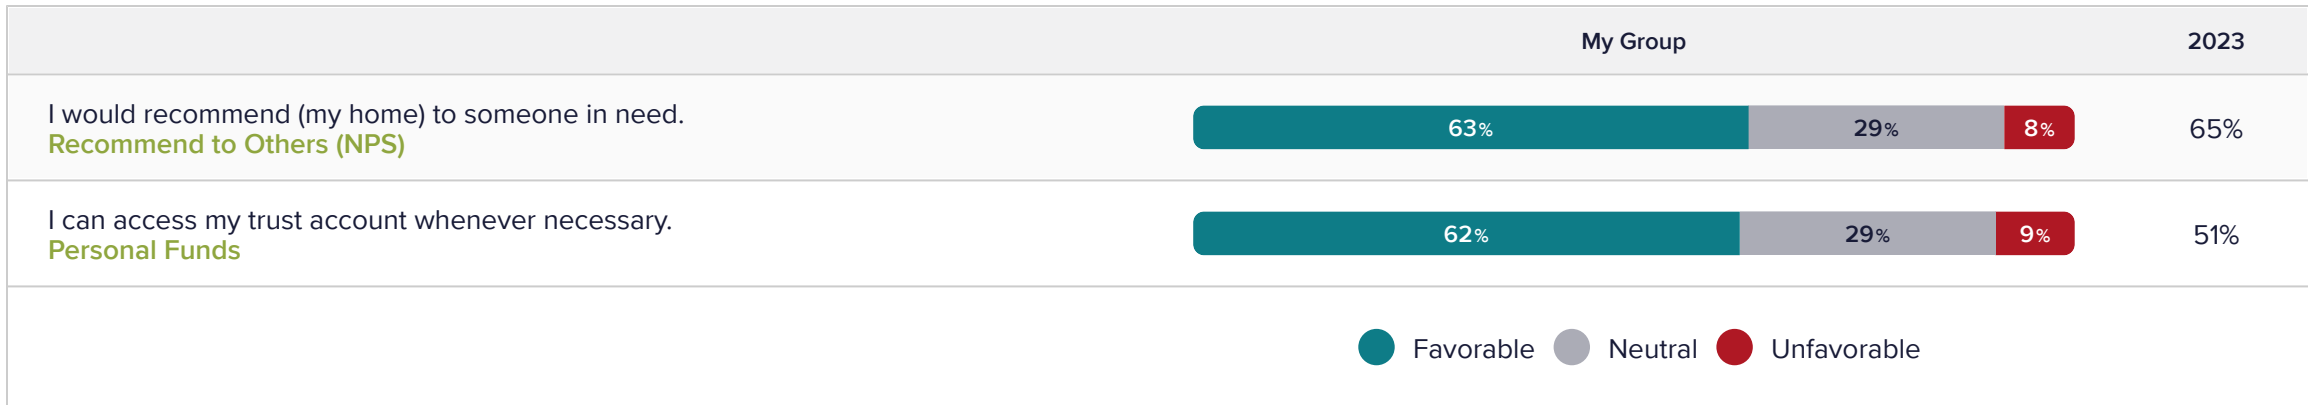 My Group 2023
I would recommend (my home) to someone in need.
Recommend to Others (NPS)
63% 29% 8% 65%
I can access my trust account whenever necessary.
Personal Funds
62% 29% 9% 51%
Favorable Neutral Unfavorable